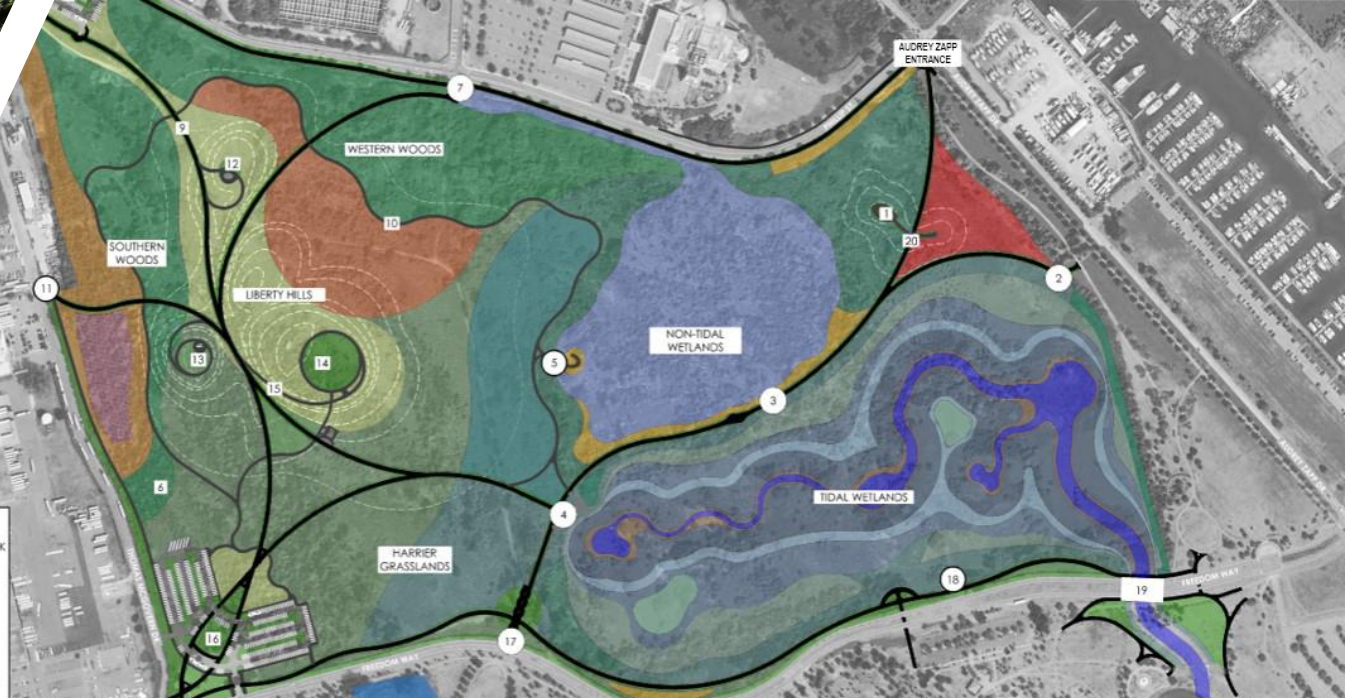 AUDREY ZAPP
ENTRANCE
7
9
WESTERN WOODS
12
1
10
20
SOUTHERN
WOODS
2
11
LIBERTY HILLS
NON-TIDAL
WETLANDS
13
14
5
15
3
6
TIDAL WETLANDS
4
K
HARRIER
GRASSLANDS
18
FREEDOM WAY
19
16
17
FREEDOM WAY